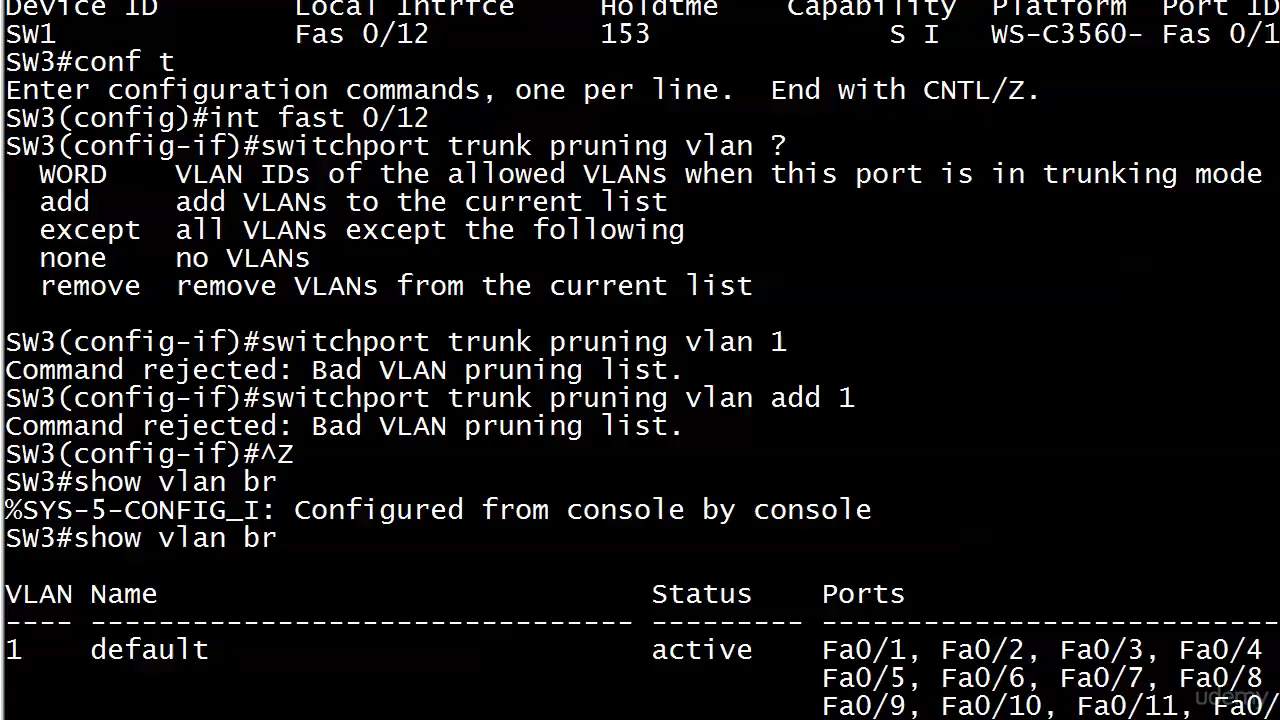 Device ID Local Intrfce Holdtme Capability Platform Port ID
SW1 Fas 0/12 153 S I WS-C3560- Fas 0/1
SW3#conf t
Enter configuration commands, one per line. End with CNTL/Z.
SW3(config)#int fast 0/12
SW3(config-if)#switchport trunk pruning vlan ?
WORD VLAN IDs of the allowed VLANs when this port is in trunking mode
add add VLANs to the current list
except all VLANs except the following
none no VLANs
remove remove VLANs from the current list
SW3(config-if)#switchport trunk pruning vlan 1
Command rejected: Bad VLAN pruning list.
SW3(config-if)#switchport trunk pruning vlan add 1
Command rejected: Bad VLAN pruning list.
SW3(config-if)#^Z
SW3#show vlan br
%SYS-5-CONFIG_I: Configured from console by console
SW3#show vlan br
VLAN Name Status Ports
---- -------------------------------- --------- ---------------------------
1 default active Fa0/1, Fa0/2, Fa0/3, Fa0/4
Fa0/5, Fa0/6, Fa0/7, Fa0/8
Fa0/9, Fa0/10, Fa0/11, Fa0/
udemy